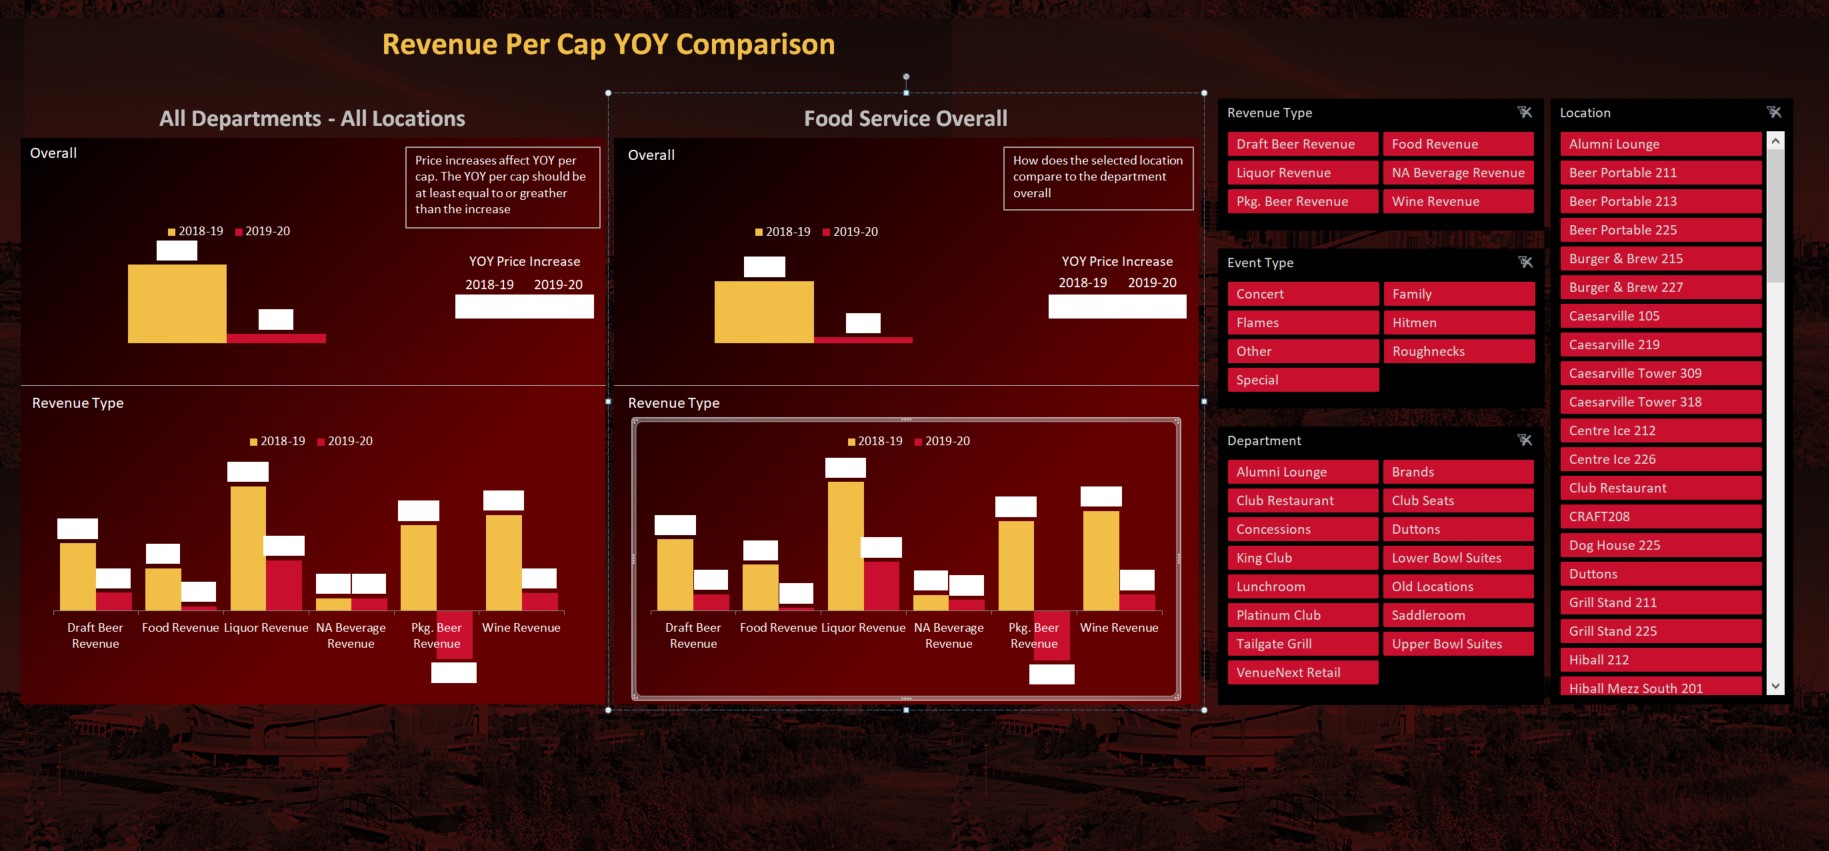 Revenue Per Cap YOY Comparison
All Departments - All Locations
Overall
Price increases affect YOY per
cap. The YOY per cap should be
at least equal to or greather
than the increase
2018-19 2019-20
YOY Price Increase
2018-19 2019-20
Revenue Type
2018-19 2019-20
Draft Beer Revenue
Food Revenue
Liquor Revenue
NA Beverage Revenue
Pkg. Beer Revenue
Wine Revenue
Food Service Overall
Overall
How does the selected location
compare to the department
overall
2018-19 2019-20
YOY Price Increase
2018-19 2019-20
Revenue Type
2018-19 2019-20
Draft Beer Revenue
Food Revenue
Liquor Revenue
NA Beverage Revenue
Pkg. Beer Revenue
Wine Revenue
Revenue Type
Draft Beer Revenue
Food Revenue
Liquor Revenue
NA Beverage Revenue
Pkg. Beer Revenue
Wine Revenue
Event Type
Concert
Family
Flames
Hitmen
Other
Roughnecks
Special
Department
Alumni Lounge
Brands
Club Restaurant
Club Seats
Concessions
Duttons
King Club
Lower Bowl Suites
Lunchroom
Old Locations
Platinum Club
Saddleroom
Tailgate Grill
Upper Bowl Suites
VenueNext Retail
Location
Alumni Lounge
Beer Portable 211
Beer Portable 213
Beer Portable 225
Burger & Brew 215
Burger & Brew 227
Caesarville 105
Caesarville 219
Caesarville Tower 309
Caesarville Tower 318
Centre Ice 212
Centre Ice 226
Club Restaurant
CRAFT208
Dog House 225
Duttons
Grill Stand 211
Grill Stand 225
Hiball 212
Hiball Mezz South 201